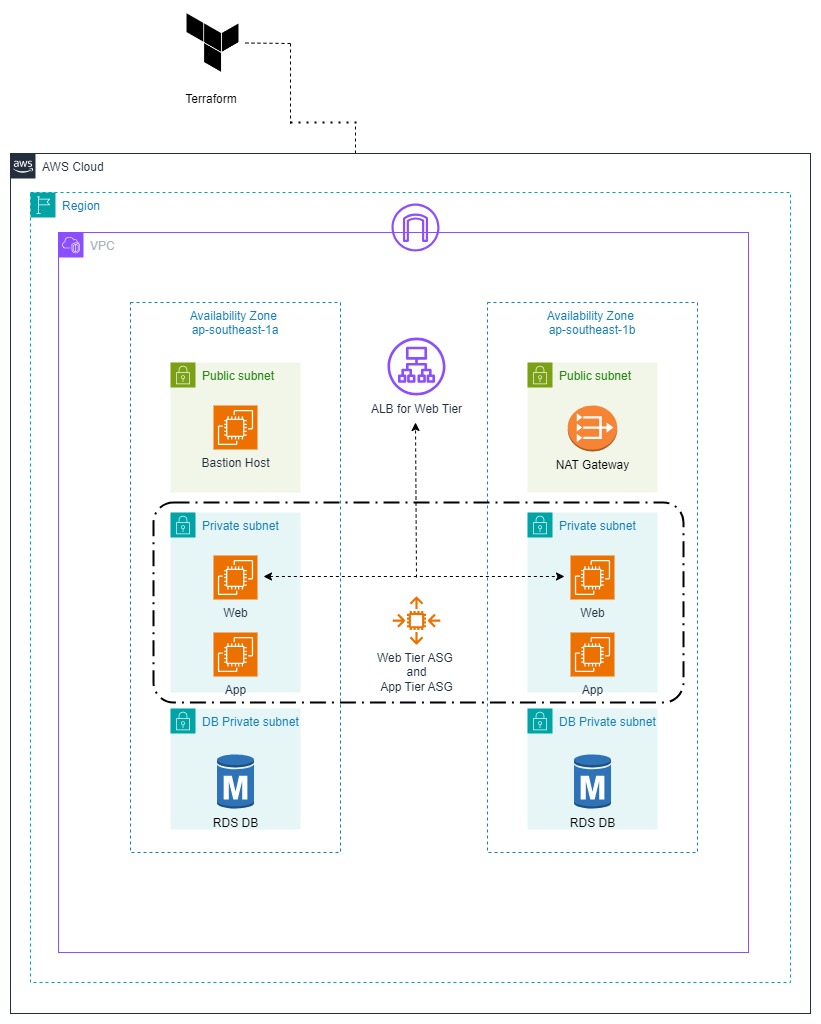 Terraform
aws
AWS Cloud
Region
VPC
Availability Zone
ap-southeast-1a
Availability Zone
ap-southeast-1b
Public subnet
Bastion Host
ALB for Web Tier
Public subnet
NAT Gateway
Private subnet
Web
App
Web Tier ASG
and
App Tier ASG
Private subnet
Web
App
DB Private subnet
M
RDS DB
DB Private subnet
M
RDS DB